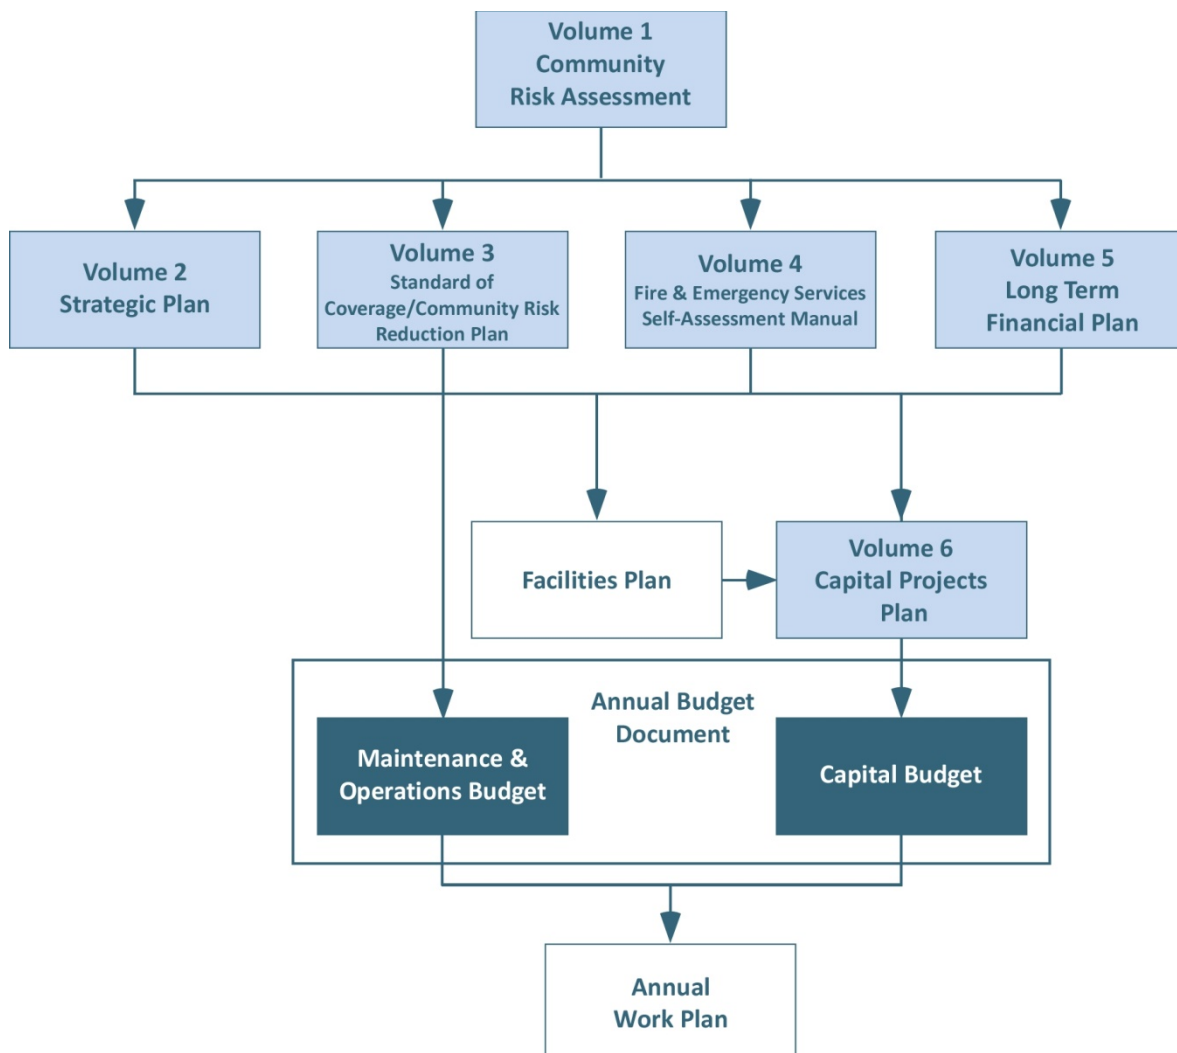 Volume 1
Community
Risk Assessment
Volume 2
Strategic Plan
Volume 3
Standard of
Coverage/Community Risk
Reduction Plan
Volume 4
Fire & Emergency Services
Self-Assessment Manual
Volume 5
Long Term
Financial Plan
Facilities Plan
Volume 6
Capital Projects
Plan
Annual Budget
Document
Maintenance &
Operations Budget
Capital Budget
Annual
Work Plan